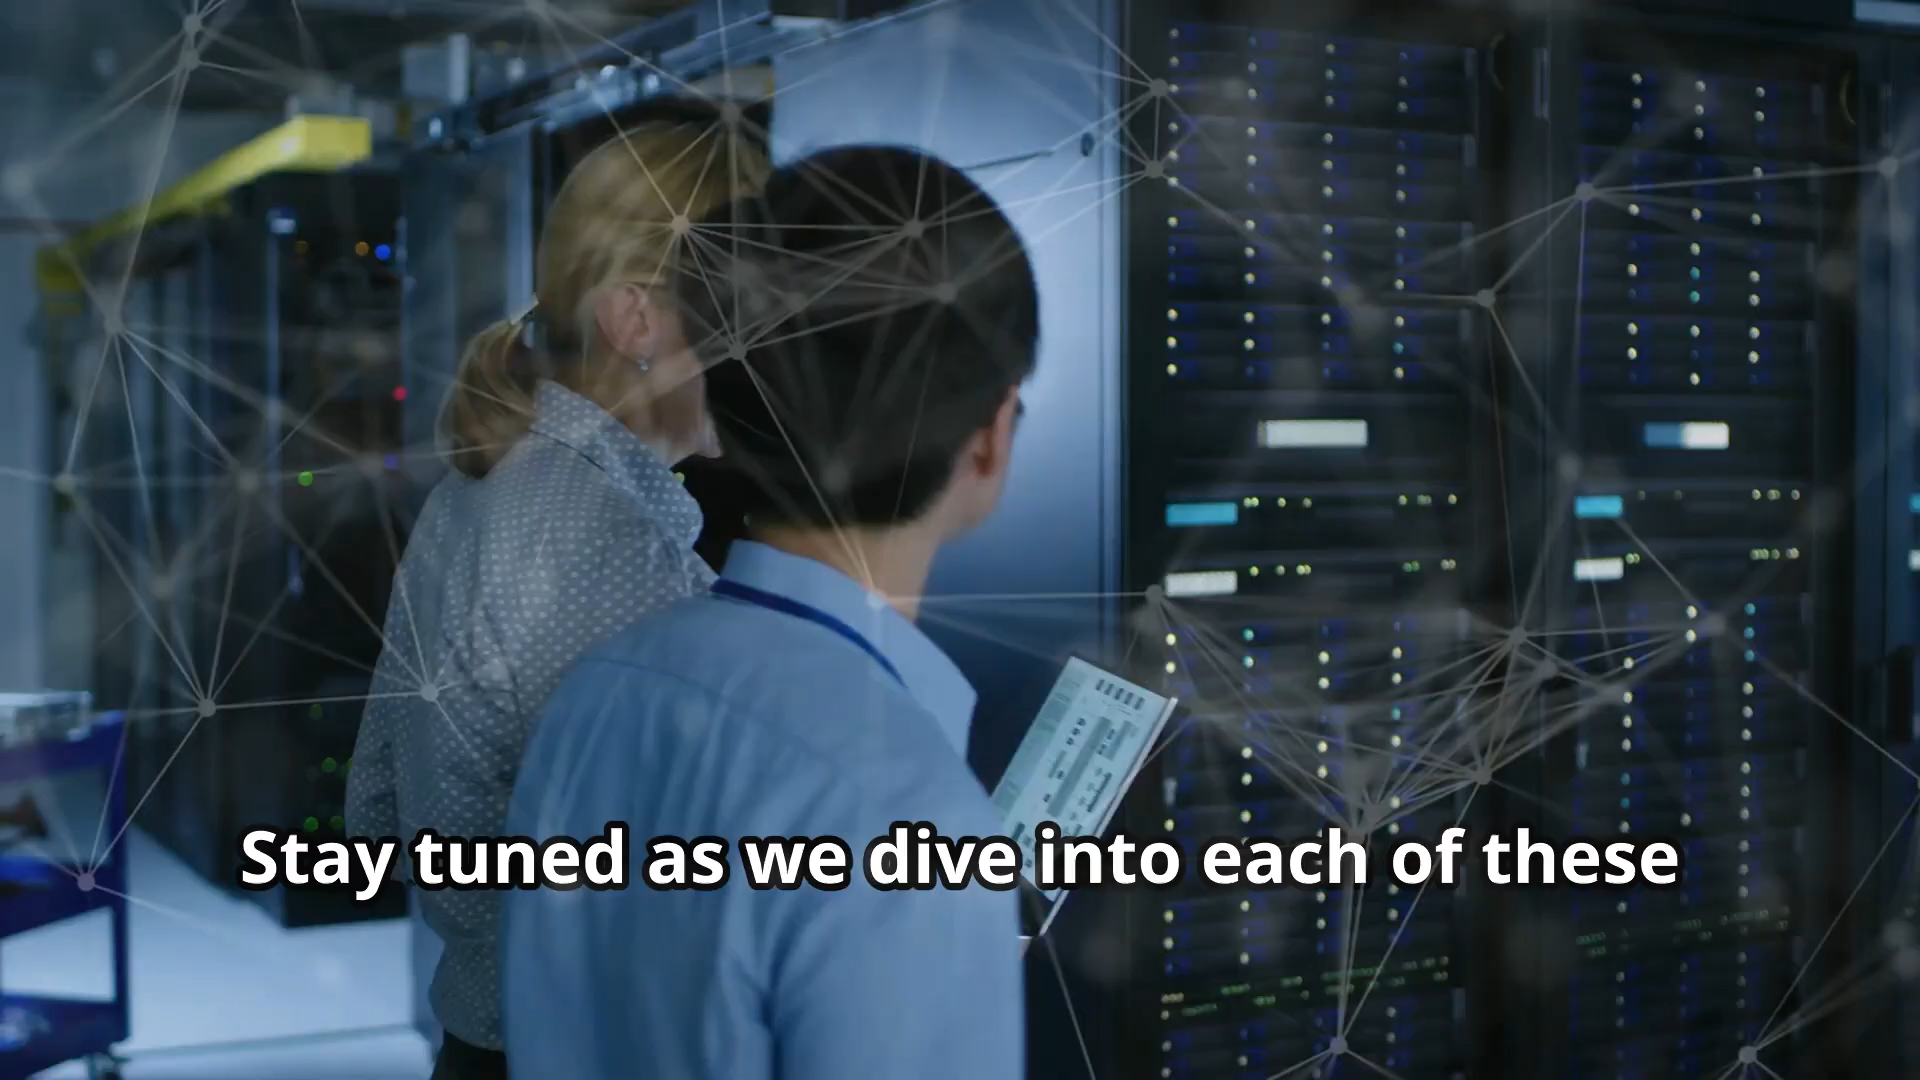 Stay tuned as we dive into each of these